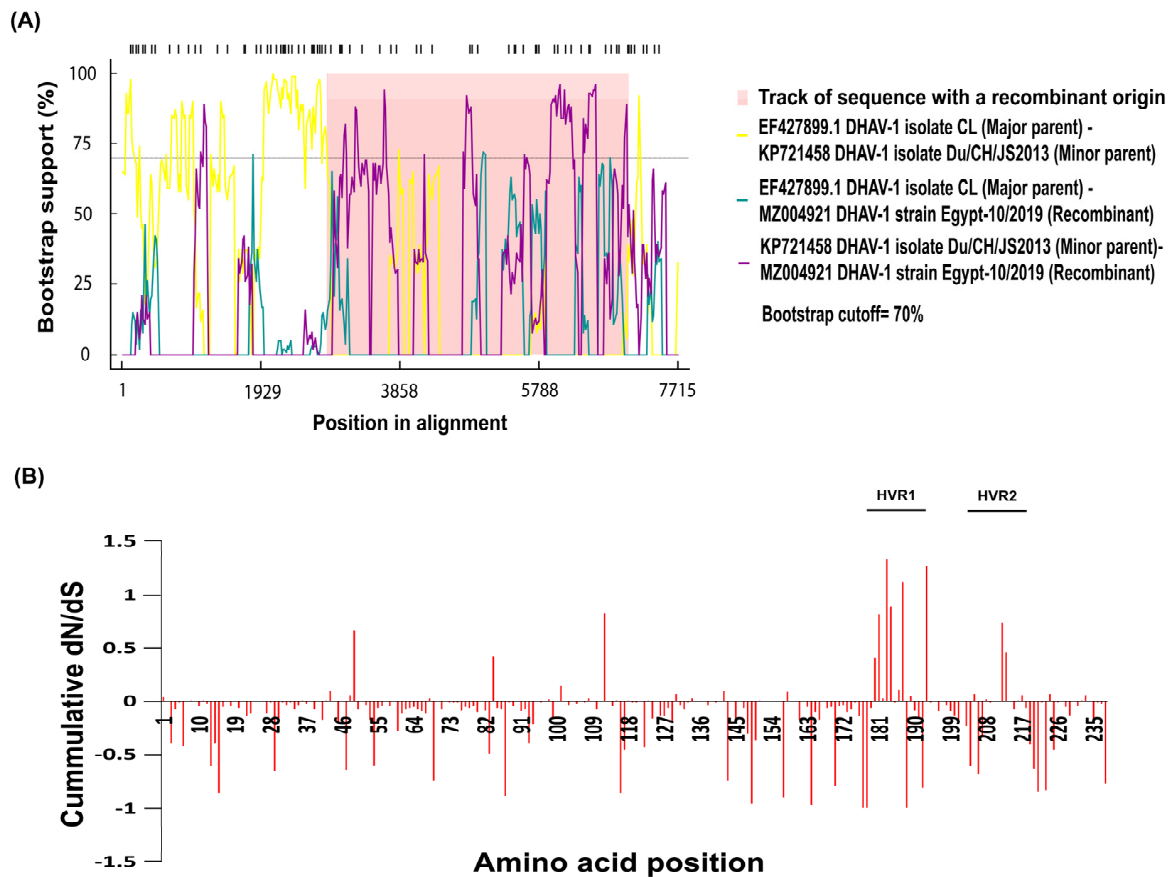 (A)
100
75
50
25
0
Bootstrap support (%)
1 1929 3858 5788 7715
Position in alignment
Track of sequence with a recombinant origin
EF427899.1 DHAV-1 isolate CL (Major parent) -
KP721458 DHAV-1 isolate Du/CH/JS2013 (Minor parent)
EF427899.1 DHAV-1 isolate CL (Major parent) -
MZ004921 DHAV-1 strain Egypt-10/2019 (Recombinant)
KP721458 DHAV-1 isolate Du/CH/JS2013 (Minor parent)-
MZ004921 DHAV-1 strain Egypt-10/2019 (Recombinant)
Bootstrap cutoff= 70%
(B)
HVR1 HVR2
1.5
1
0.5
0
-0.5
-1
-1.5
Cummulative dN/dS
1 10 19 28 37 46 55 64 73 82 91 100 109 118 127 136 145 154 163 172 181 190 199 208 217 226 235
Amino acid position